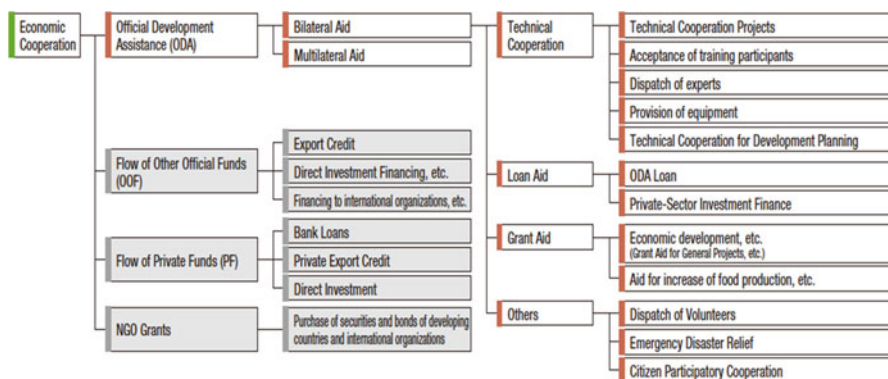 Economic
Cooperation
Official Development
Assistance (ODA)
Bilateral Aid
Multilateral Aid
Technical
Cooperation
Technical Cooperation Projects
Acceptance of training participants
Dispatch of experts
Provision of equipment
Technical Cooperation for Development Planning
Flow of Other Official Funds
(OOF)
Export Credit
Direct Investment Financing, etc.
Financing to international organizations, etc.
Loan Aid
ODA Loan
Private-Sector Investment Finance
Flow of Private Funds (PF)
Bank Loans
Private Export Credit
Direct Investment
Grant Aid
Economic development, etc.
(Grant Aid for General Projects, etc.)
Aid for increase of food production, etc.
NGO Grants
Purchase of securities and bonds of developing
countries and international organizations
Others
Dispatch of Volunteers
Emergency Disaster Relief
Citizen Participatory Cooperation